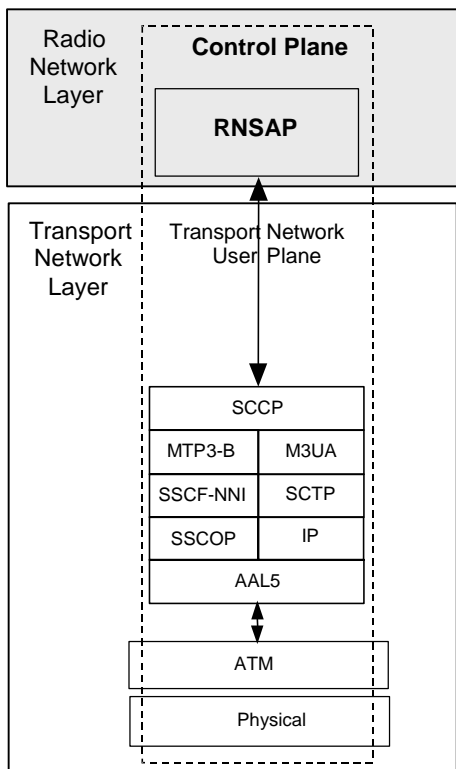 Radio
Network
Layer
Control Plane
RNSAP
Transport
Network
Layer
Transport Network
User Plane
SCCP
MTP3-B
M3UA
SSCF-NNI
SCTP
SSCOP
IP
AAL5
ATM
Physical